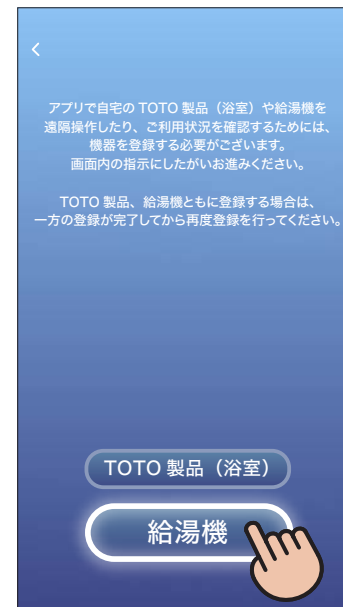 アプリで自宅の TOTO 製品（浴室）や給湯機を
遠隔操作したり、ご利用状況を確認するためには、
機器を登録する必要がございます。
画面内の指示にしたがいお進みください。
TOTO 製品、給湯機ともに登録する場合は、
一方の登録が完了してから再度登録を行ってください。
TOTO 製品（浴室）
給湯機